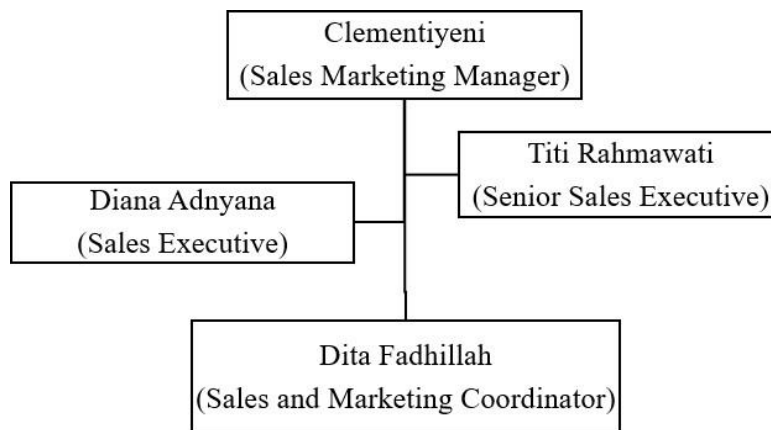 Clementiyeni
(Sales Marketing Manager)
Titi Rahmawati
(Senior Sales Executive)
Diana Adnyana
(Sales Executive)
Dita Fadhillah
(Sales and Marketing Coordinator)